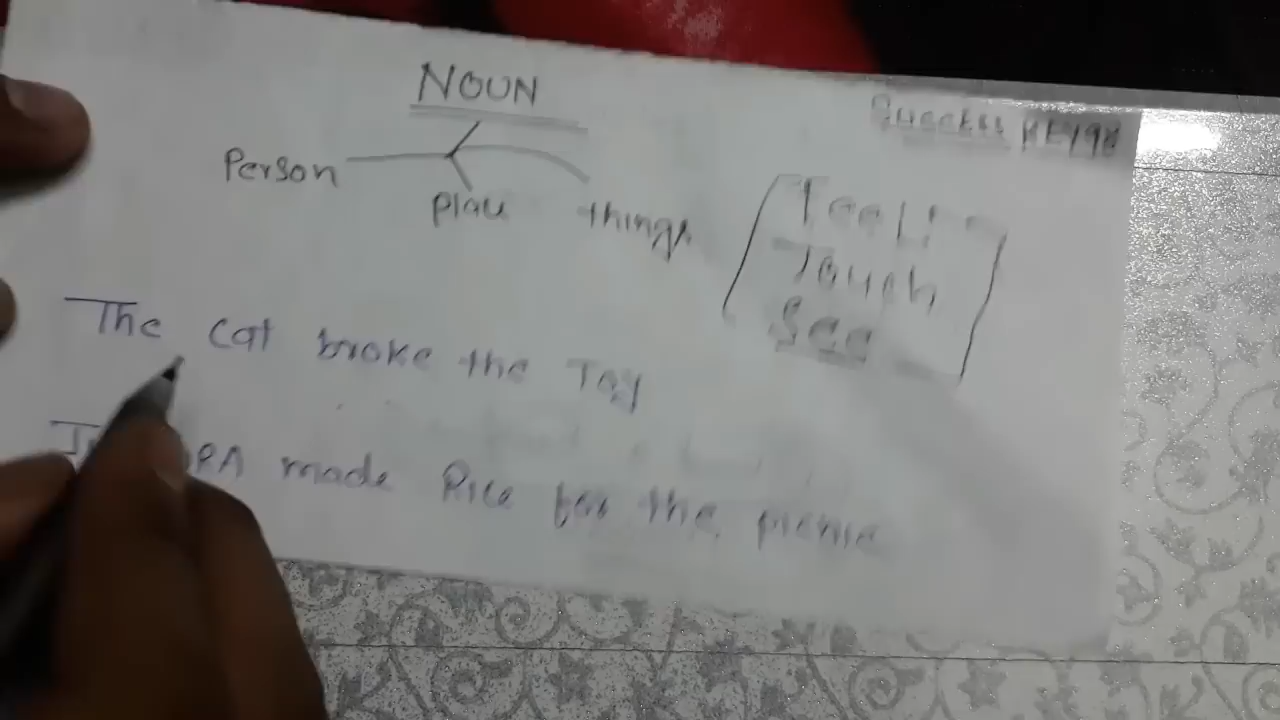 NOUN
Person
place
things
Feel
Touch
See
The cat broke the Toy
made Rice for the picnic